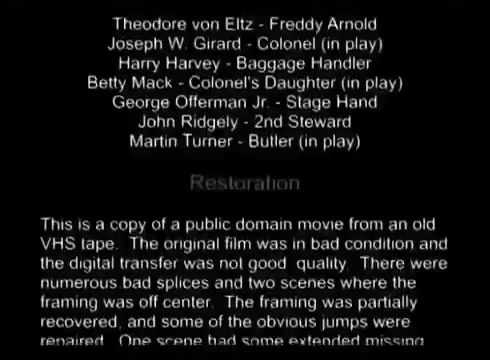 Theodore von Eltz - Freddy Arnold
Joseph W. Girard - Colonel (in play)
Harry Harvey - Baggage Handler
Betty Mack - Colonel's Daughter (in play)
George Offerman Jr. - Stage Hand
John Ridgely - 2nd Steward
Martin Turner - Butler (in play)
Restoration
This is a copy of a public domain movie from an old
VHS tape. The original film was in bad condition and
the digital transfer was not good quality. There were
numerous bad splices and two scenes where the
framing was off center. The framing was partially
recovered, and some of the obvious jumps were
repaired. One scene had some extended missing